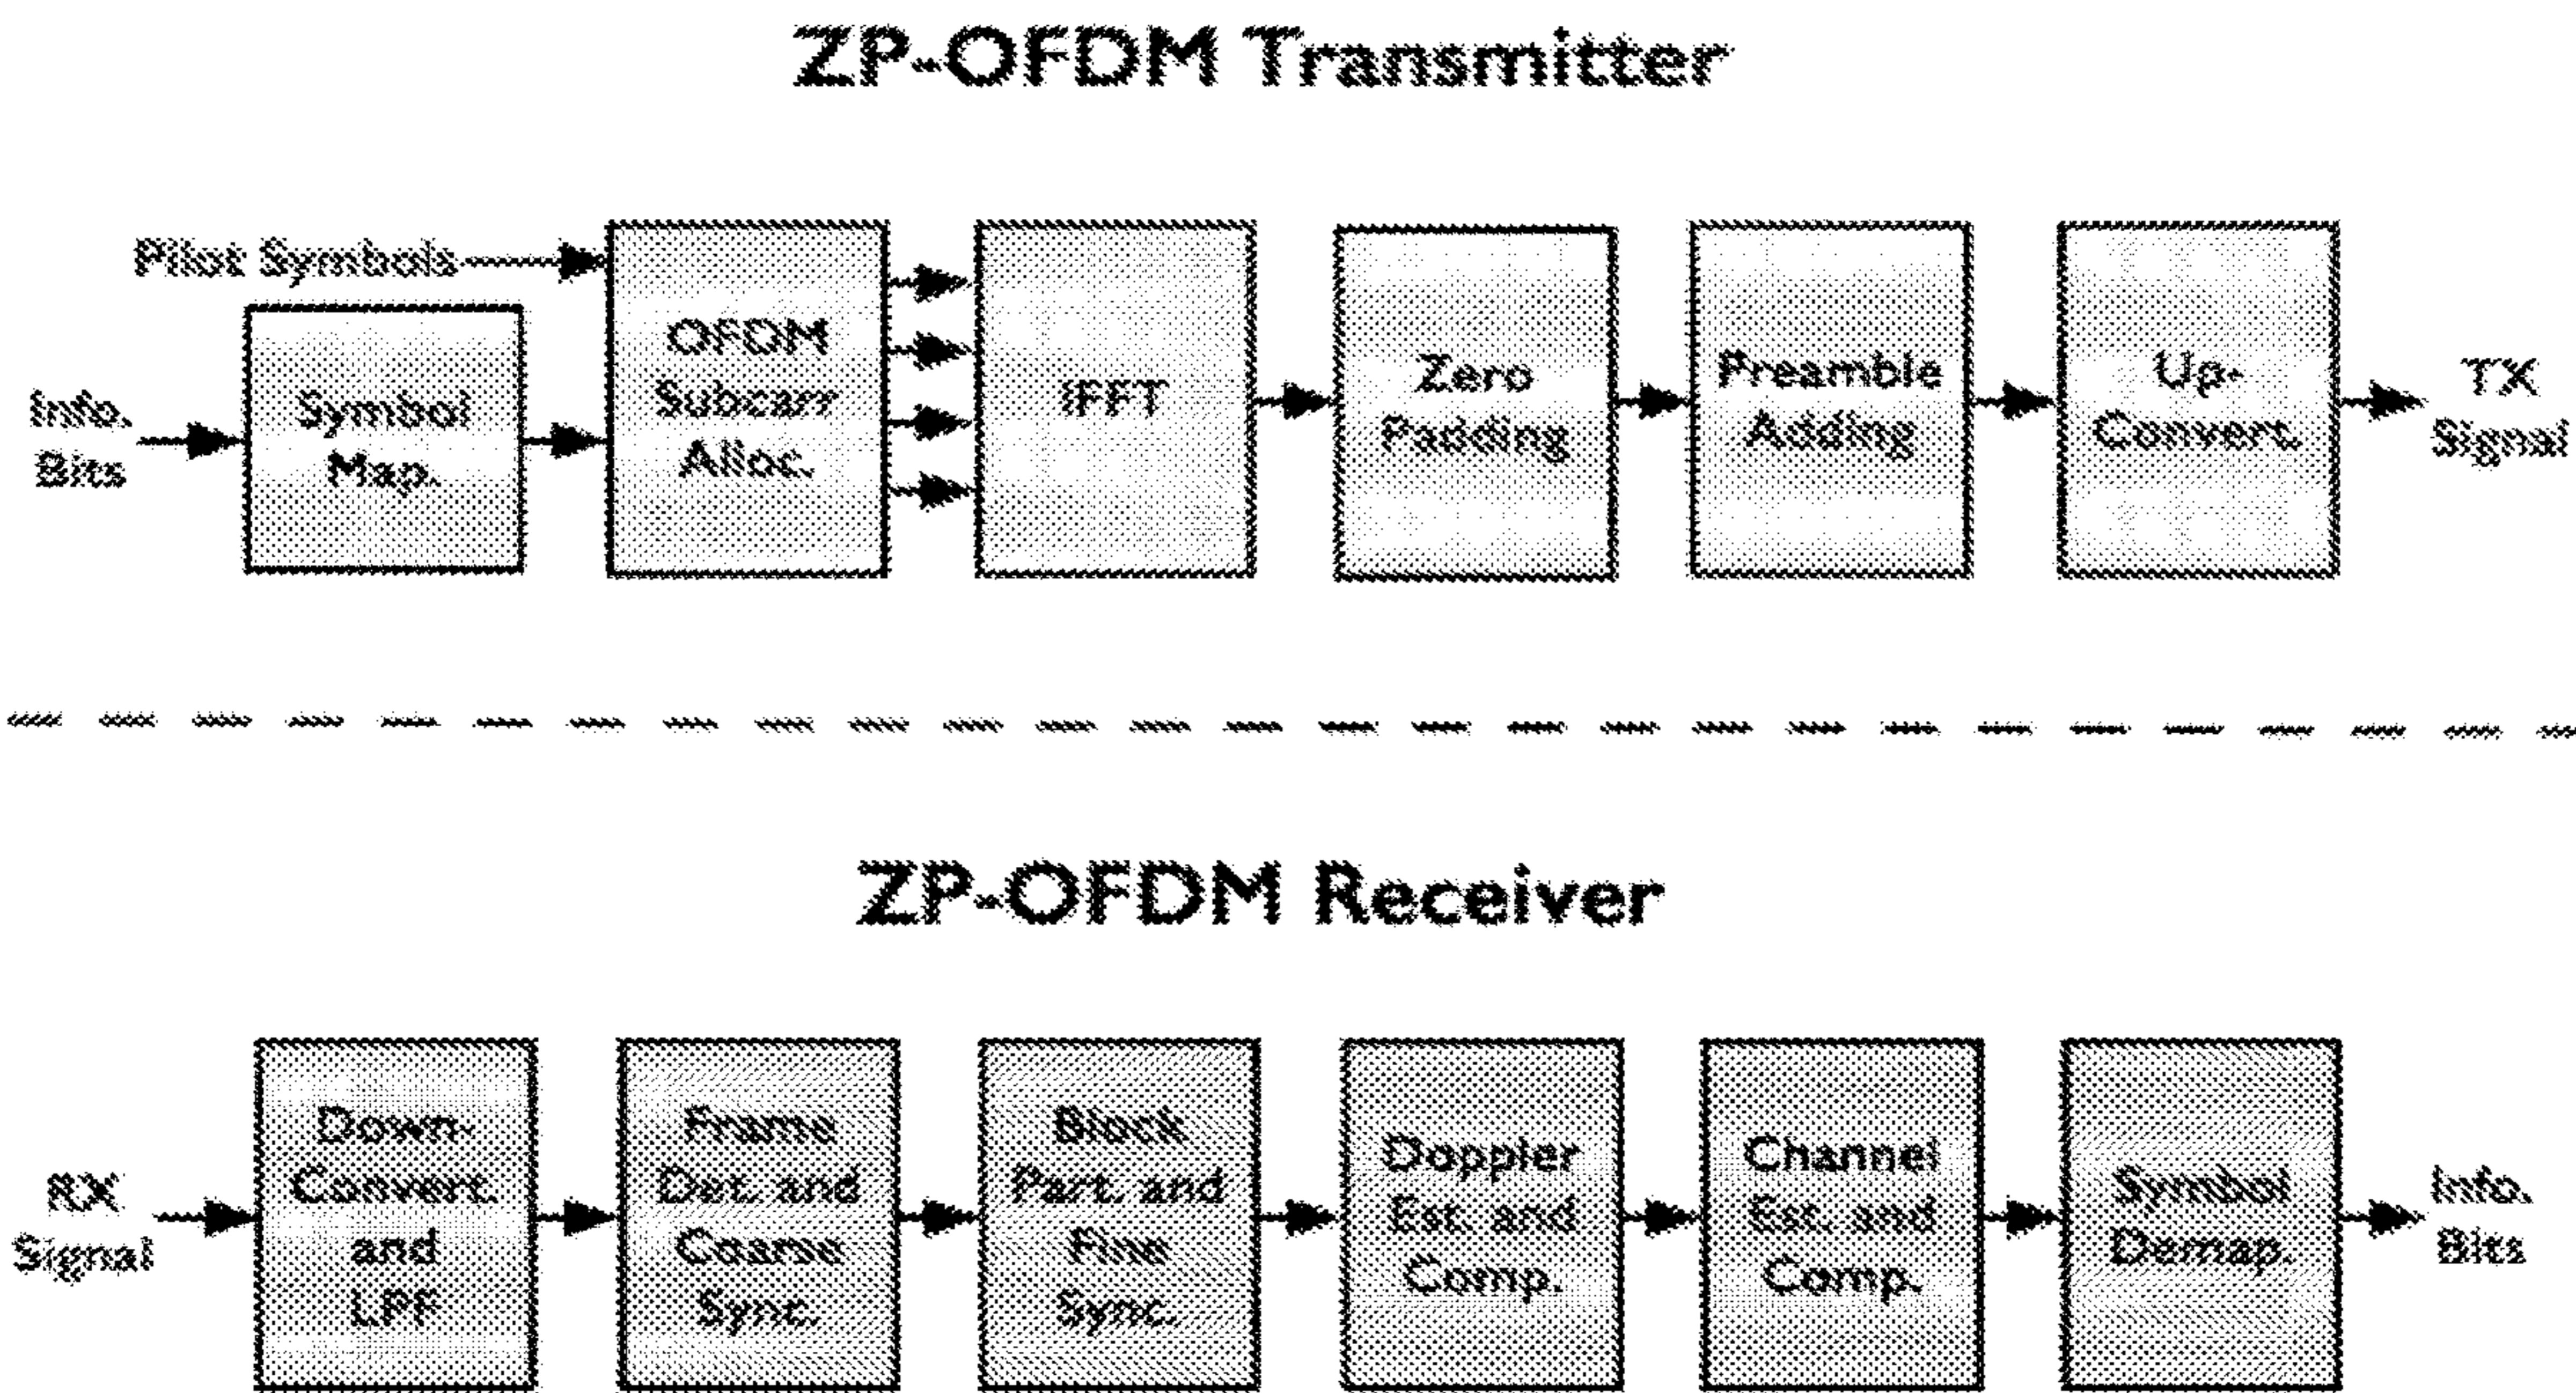 ZP-OFDM Transmitter
Pilot Symbols
Info.
Bits
Symbol
Map.
OFDM
Subcarr
Alloc.
IFFT
Zero
Padding
Preamble
Adding
Up-
Convert.
TX
Signal
ZP-OFDM Receiver
RX
Signal
Down-
Convert.
and
LPF
Frame
Det. and
Coarse
Sync.
Block
Part. and
Fine
Sync.
Doppler
Est. and
Comp.
Channel
Est. and
Comp.
Symbol
Demap.
Info.
Bits